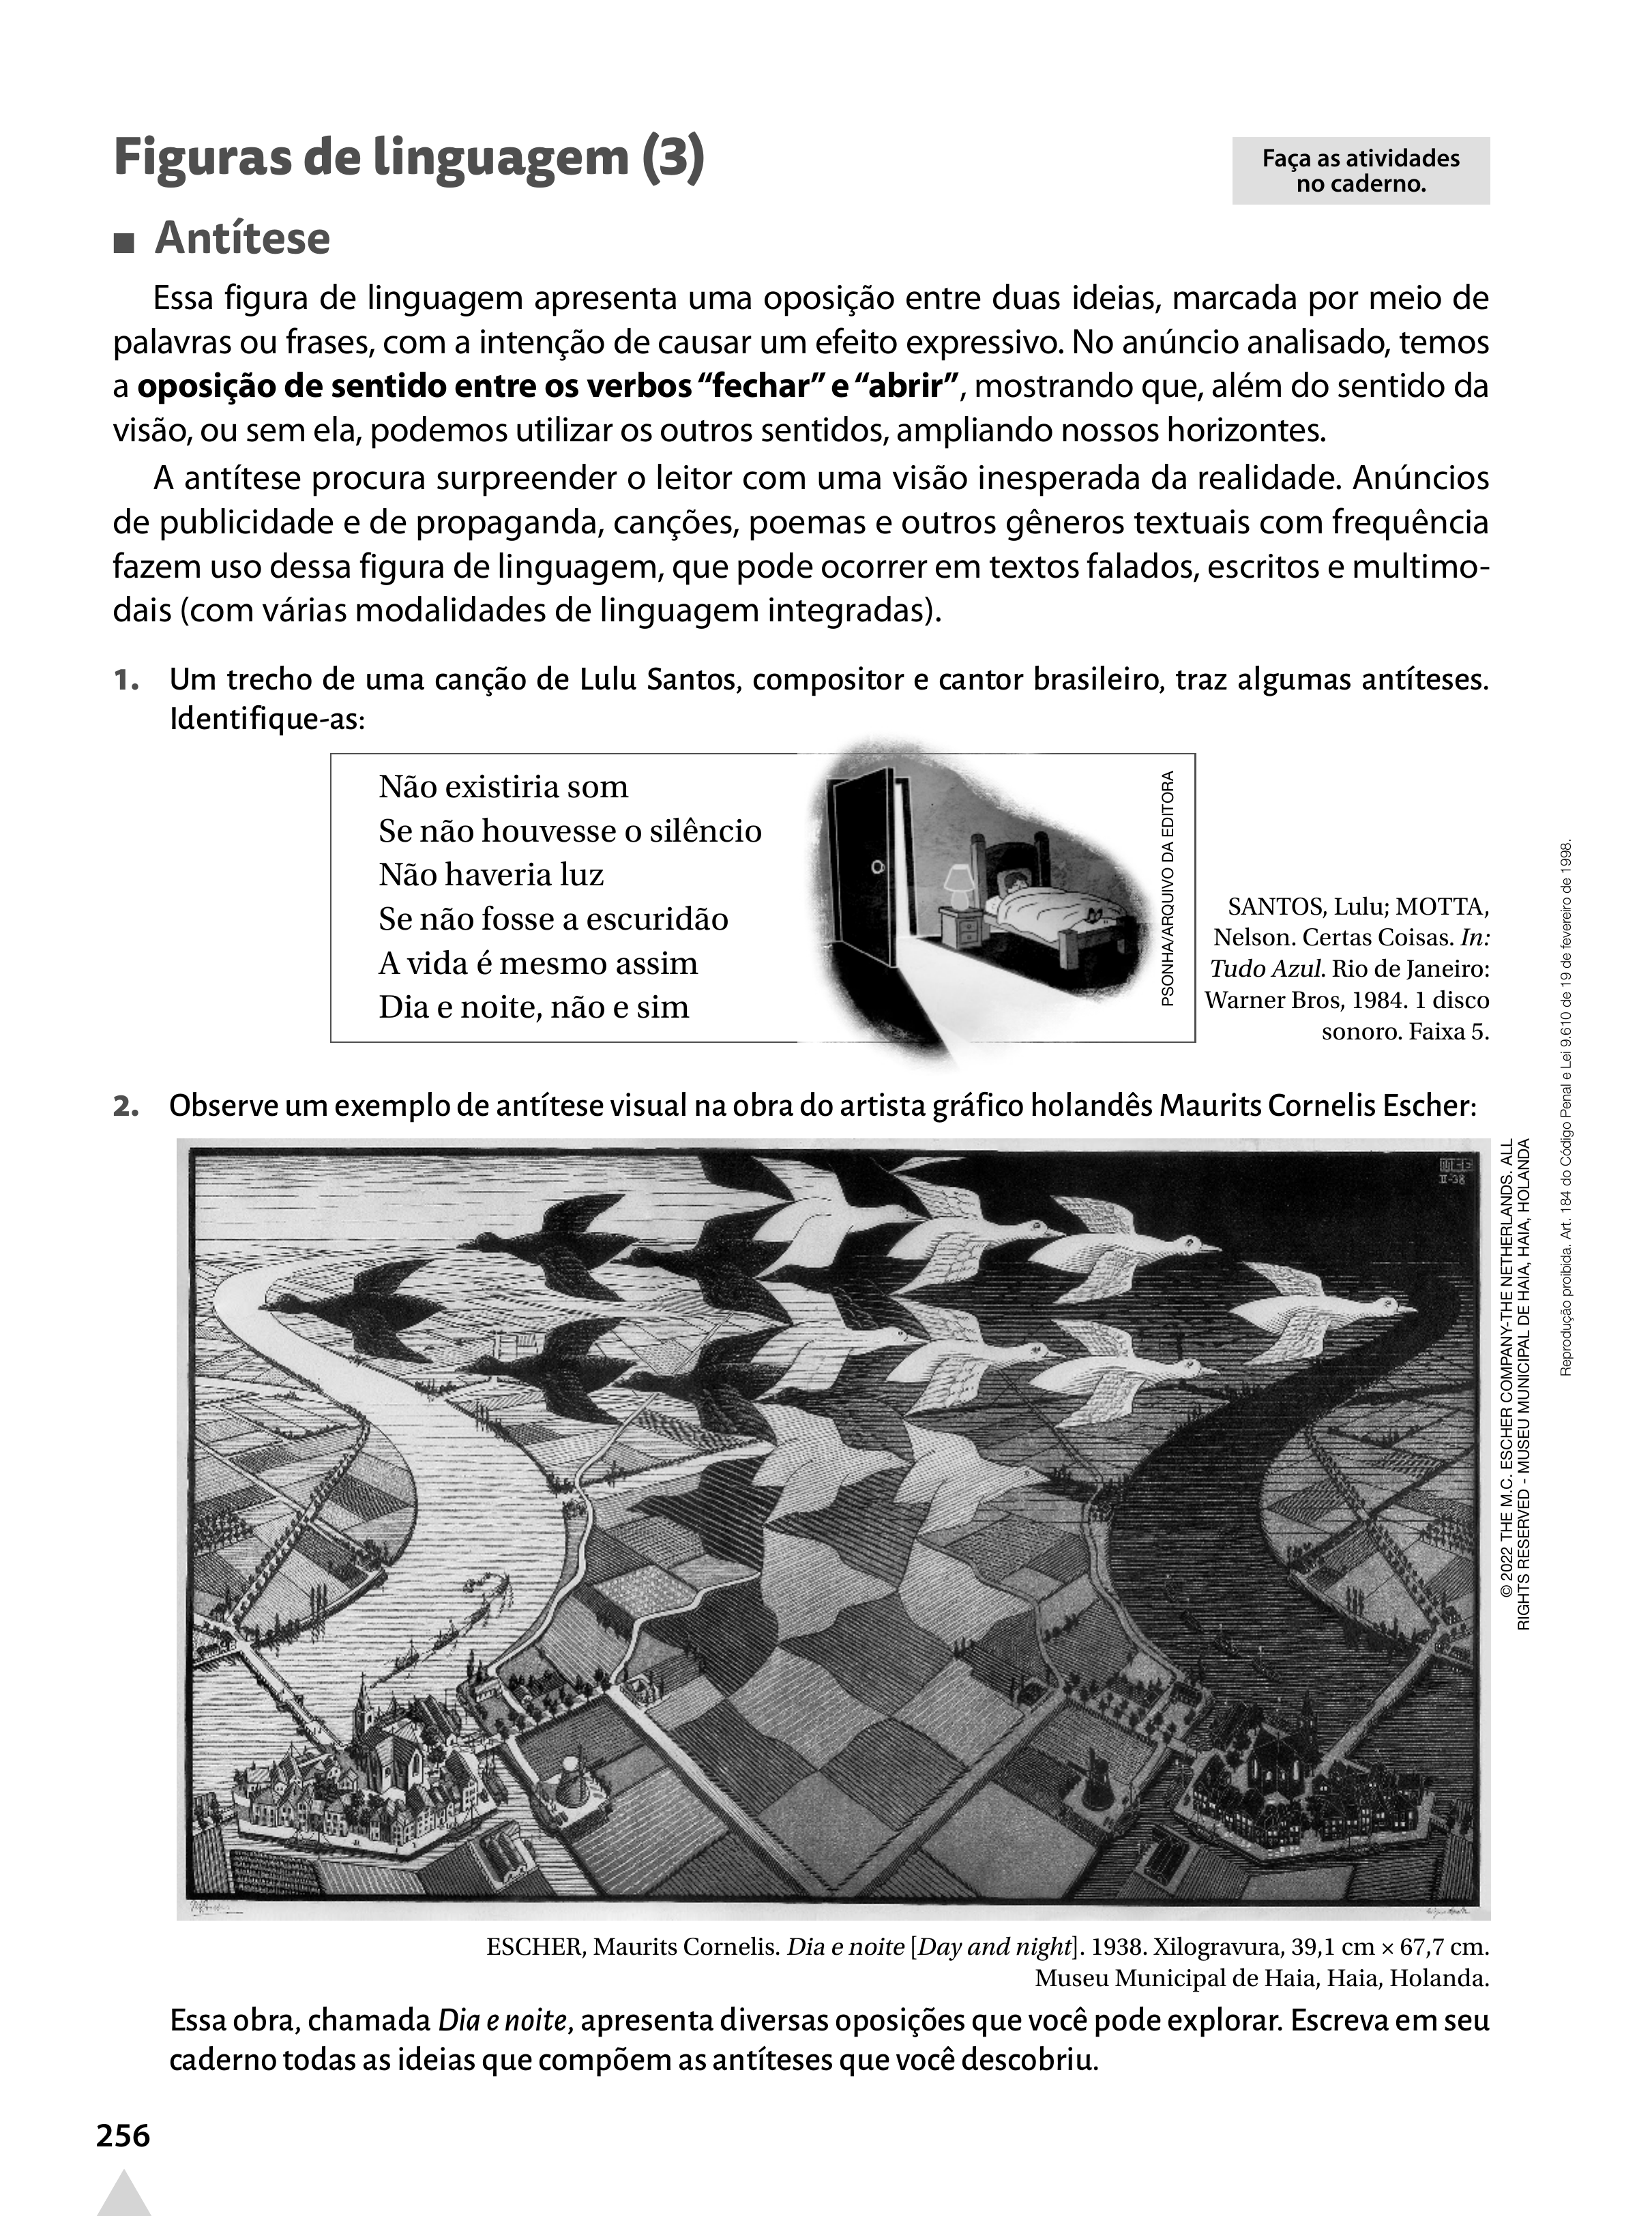 Figuras de linguagem (3)
Faça as atividades
no caderno.
■ Antítese
Essa figura de linguagem apresenta uma oposição entre duas ideias, marcada por meio de
palavras ou frases, com a intenção de causar um efeito expressivo. No anúncio analisado, temos
a oposição de sentido entre os verbos “fechar” e “abrir”, mostrando que, além do sentido da
visão, ou sem ela, podemos utilizar os outros sentidos, ampliando nossos horizontes.
A antítese procura surpreender o leitor com uma visão inesperada da realidade. Anúncios
de publicidade e de propaganda, canções, poemas e outros gêneros textuais com frequência
fazem uso dessa figura de linguagem, que pode ocorrer em textos falados, escritos e multimo-
dais (com várias modalidades de linguagem integradas).
1. Um trecho de uma canção de Lulu Santos, compositor e cantor brasileiro, traz algumas antíteses.
Identifique-as:
Não existiria som
Se não houvesse o silêncio
Não haveria luz
Se não fosse a escuridão
A vida é mesmo assim
Dia e noite, não e sim
PSONHA/ARQUIVO DA EDITORA
SANTOS, Lulu; MOTTA,
Nelson. Certas Coisas. In:
Tudo Azul. Rio de Janeiro:
Warner Bros, 1984. 1 disco
sonoro. Faixa 5.
2. Observe um exemplo de antítese visual na obra do artista gráfico holandês Maurits Cornelis Escher:
II-38
© 2022 THE M.C. ESCHER COMPANY-THE NETHERLANDS. ALL
RIGHTS RESERVED - MUSEU MUNICIPAL DE HAIA, HAIA, HOLANDA
ESCHER, Maurits Cornelis. Dia e noite [Day and night]. 1938. Xilogravura, 39,1 cm × 67,7 cm.
Museu Municipal de Haia, Haia, Holanda.
Essa obra, chamada Dia e noite, apresenta diversas oposições que você pode explorar. Escreva em seu
caderno todas as ideias que compõem as antíteses que você descobriu.
Reprodução proibida. Art. 184 do Código Penal e Lei 9.610 de 19 de fevereiro de 1998.
256